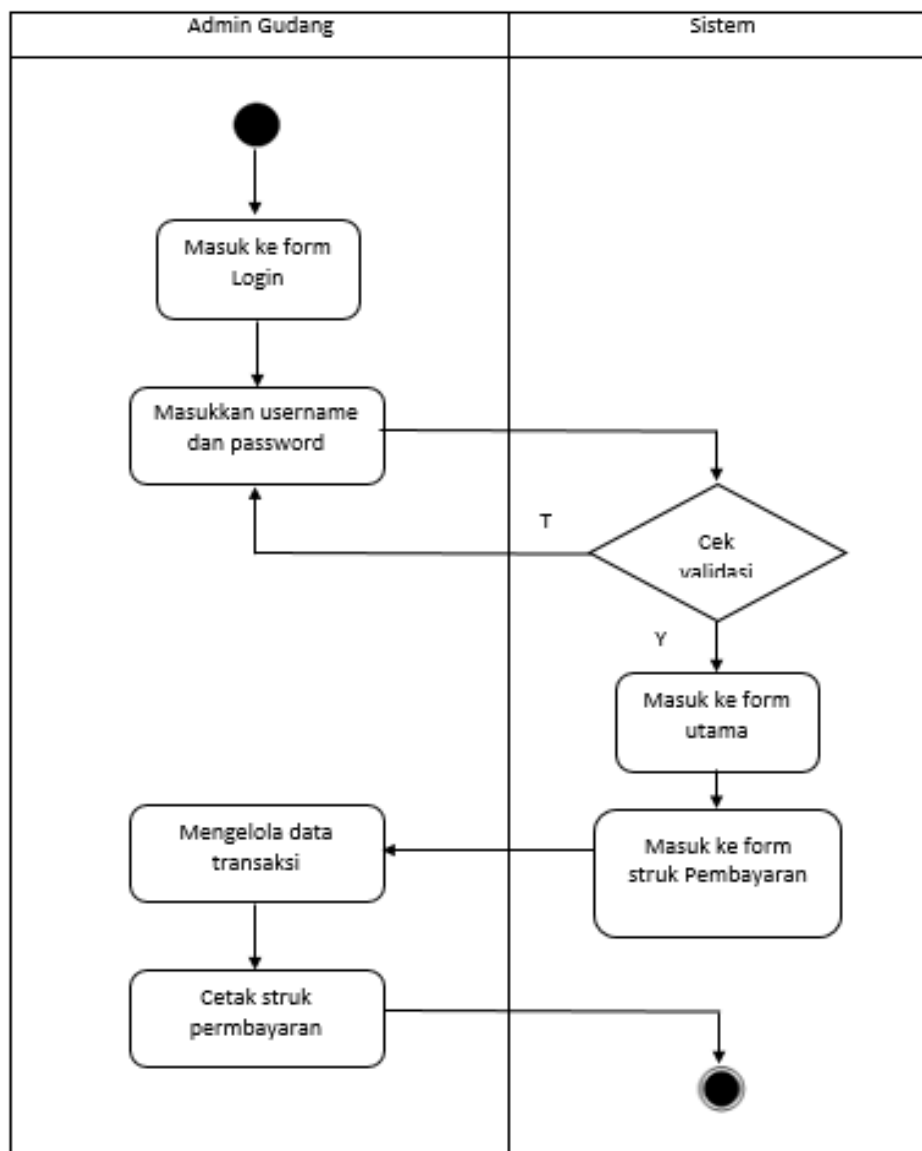 Admin Gudang
Sistem
Masuk ke form
Login
Masukkan username
dan password
T
Cek
validasi
Y
Masuk ke form
utama
Mengelola data
transaksi
Masuk ke form
struk Pembayaran
Cetak struk
permbayaran